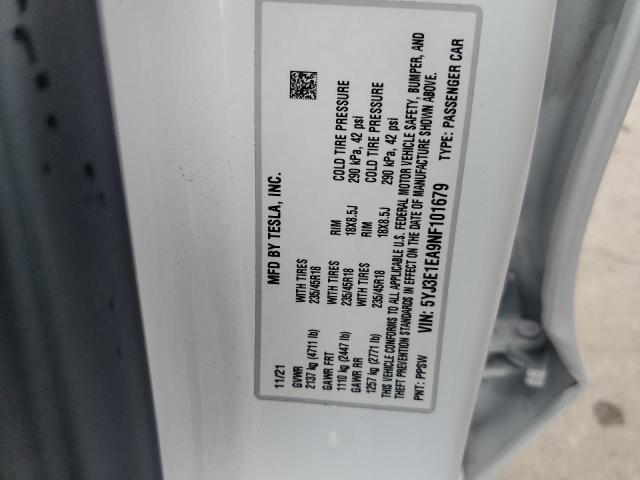 MFD BY TESLA, INC.
11/21
GVWR
2137 kg (4711 lb) WITH TIRES 235/45R18 RIM 18X8.5J COLD TIRE PRESSURE 290 kPa, 42 psi
GAWR FRT
1110 kg (2447 lb) WITH TIRES 235/45R18 RIM 18X8.5J COLD TIRE PRESSURE 290 kPa, 42 psi
GAWR RR
1257 kg (2771 lb) WITH TIRES 235/45R18
THIS VEHICLE CONFORMS TO ALL APPLICABLE U.S. FEDERAL MOTOR VEHICLE SAFETY, BUMPER, AND
THEFT PREVENTION STANDARDS IN EFFECT ON THE DATE OF MANUFACTURE SHOWN ABOVE.
VIN: 5YJ3E1EA9NF101679
PNT: PPSW TYPE: PASSENGER CAR